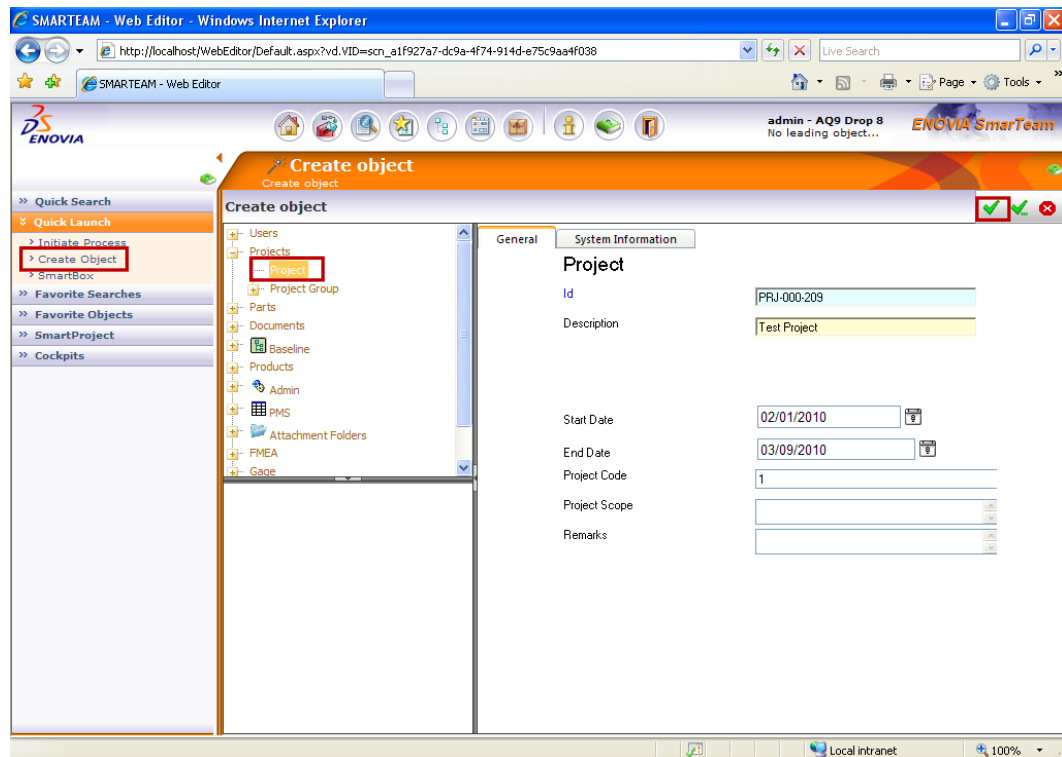 SMARTEAM - Web Editor - Windows Internet Explorer
http://localhost/WebEditor/Default.aspx?vd.VID=scn_a1f927a7-dc9a-4f74-914d-e75c9aa4f038
Live Search
SMARTEAM - Web Editor
Page
Tools
»
ENOVIA
admin - AQ9 Drop 8
No leading object...
ENOVIA SmarTeam
Create object
Create object
Quick Search
Quick Launch
Initiate Process
Create Object
SmartBox
Favorite Searches
Favorite Objects
SmartProject
Cockpits
Create object
Users
Projects
Project
Project Group
Parts
Documents
Baseline
Products
Admin
PMS
Attachment Folders
FMEA
Gage
General
System Information
Project
Id
PRJ-000-209
Description
Test Project
Start Date
02/01/2010
End Date
03/09/2010
Project Code
1
Project Scope
Remarks
Local intranet
100%